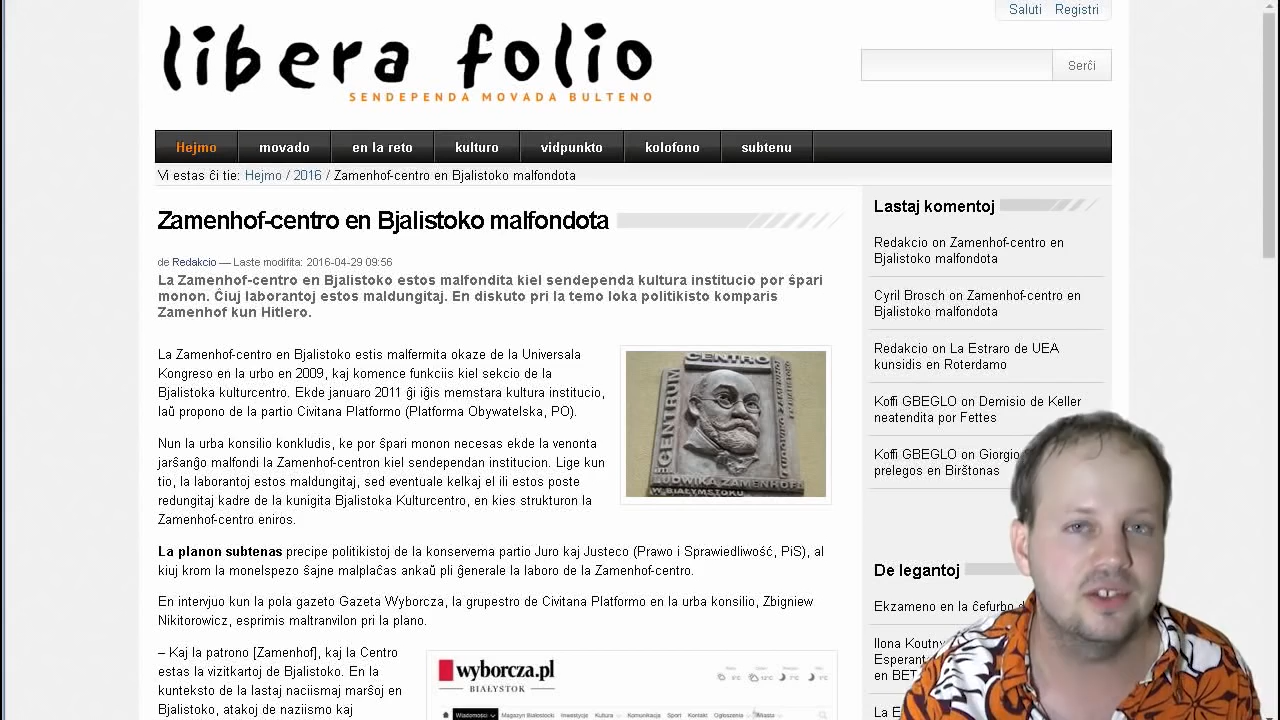 Saluti Registri
libera folio
SENDEPENDA MOVADA BULTENO
Serĉi
Hejmo movado en la reto kulturo vidpunkto kolofono subtenu
Vi estas ĉi tie: Hejmo / 2016 / Zamenhof-centro en Bjalistoko malfondota
Zamenhof-centro en Bjalistoko malfondota
de Redakcio — Laste modifita: 2016-04-29 09:56
La Zamenhof-centro en Bjalistoko estos malfondita kiel sendependa kultura institucio por ŝpari
monon. Ĉiuj laborantoj estos maldungitaj. En diskuto pri la temo loka politikisto komparis
Zamenhof kun Hitlero.
La Zamenhof-centro en Bjalistoko estis malfermita okaze de la Universala
Kongreso en la urbo en 2009, kaj komence funkciis kiel sekcio de la
Bjalistoka kulturcentro. Ekde januaro 2011 ĝi iĝis memstara kultura institucio,
laŭ propono de la partio Civitana Platformo (Platforma Obywatelska, PO).
CENTRO
CENTRUM
LUDWIKA ZAMENHOFA
W BIAŁYMSTOKU
Nun la urba konsilio konkludis, ke por ŝpari monon necesas ekde la venonta
jarŝanĝo malfondi la Zamenhof-centron kiel sendependan institucion. Lige kun
tio, la laborantoj estos maldungitaj, sed eventuale kelkaj el ili estos poste
redungitaj kadre de la kunigita Bjalistoka Kulturcentro, en kies strukturon la
Zamenhof-centro eniros.
La planon subtenas precipe politikistoj de la konservema partio Juro kaj Justeco (Prawo i Sprawiedliwość, PiS), al
kiuj krom la monelspezo ŝajne malplaĉas ankaŭ pli ĝenerale la laboro de la Zamenhof-centro.
En intervjuo kun la pola gazeto Gazeta Wyborcza, la grupestro de Civitana Platformo en la urba konsilio, Zbigniew
Nikitorowicz, esprimis maltrankvilon pri la plano.
– Kaj la patrono [Zamenhof], kaj la Centro
estas la vizitkartoj de Bjalistoko. En la
kunteksto de la lastaj naciismaj marŝoj en
Bjalistoko, atakoj de naziismo kaj
wyborcza.pl
BIAŁYSTOK
Wiadomości Magazyn Białostocki Inwestycje Kultura Komunikacja Sport Kontakt Ogłoszenia Miasta
Lastaj komentoj
Redakcio on Zamenhof-centro en
Bjalistoko malfondota
Cyril Brosch on Zamenhof-centro en
Bjalistoko malfondota
Redakcio on La Estraro de UEA
kunsidis en Roterdamo
Koffi GBEGLO on Demisio de Keller
neatendita por Fettes
Koffi GBEGLO on Giorgio
prelegos en Birŝtonas
De legantoj
Ekzameno en la ĉefurbo
Ilona
Esperant
en